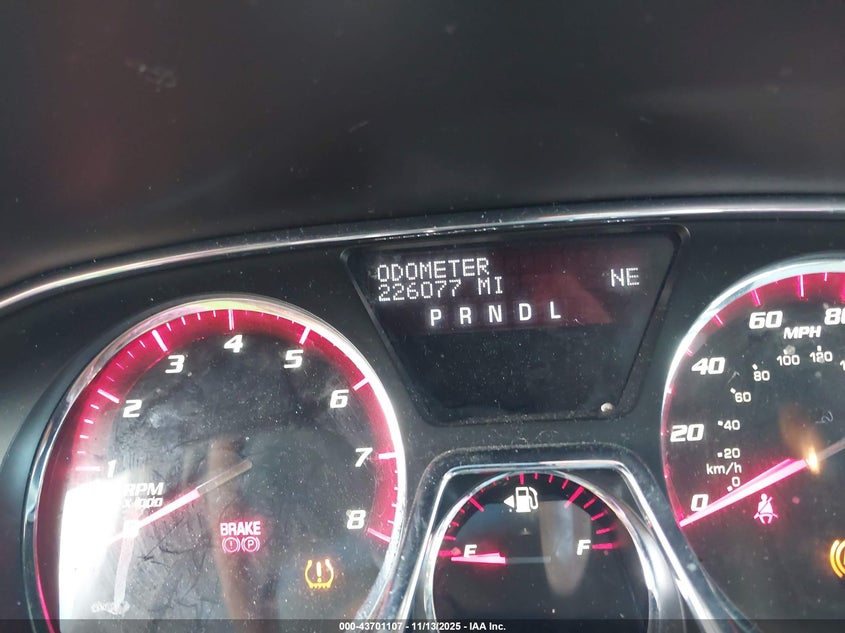 ODOMETER
226077 MI
NE
P R N D L
1 2 3 4 5 6 7 8
RPM
BRAKE
P
E F
0 20 40 60 80
MPH
0 20 40 60 80 100 120
km/h
000-43701107 - 11/13/2025 - IAA Inc.